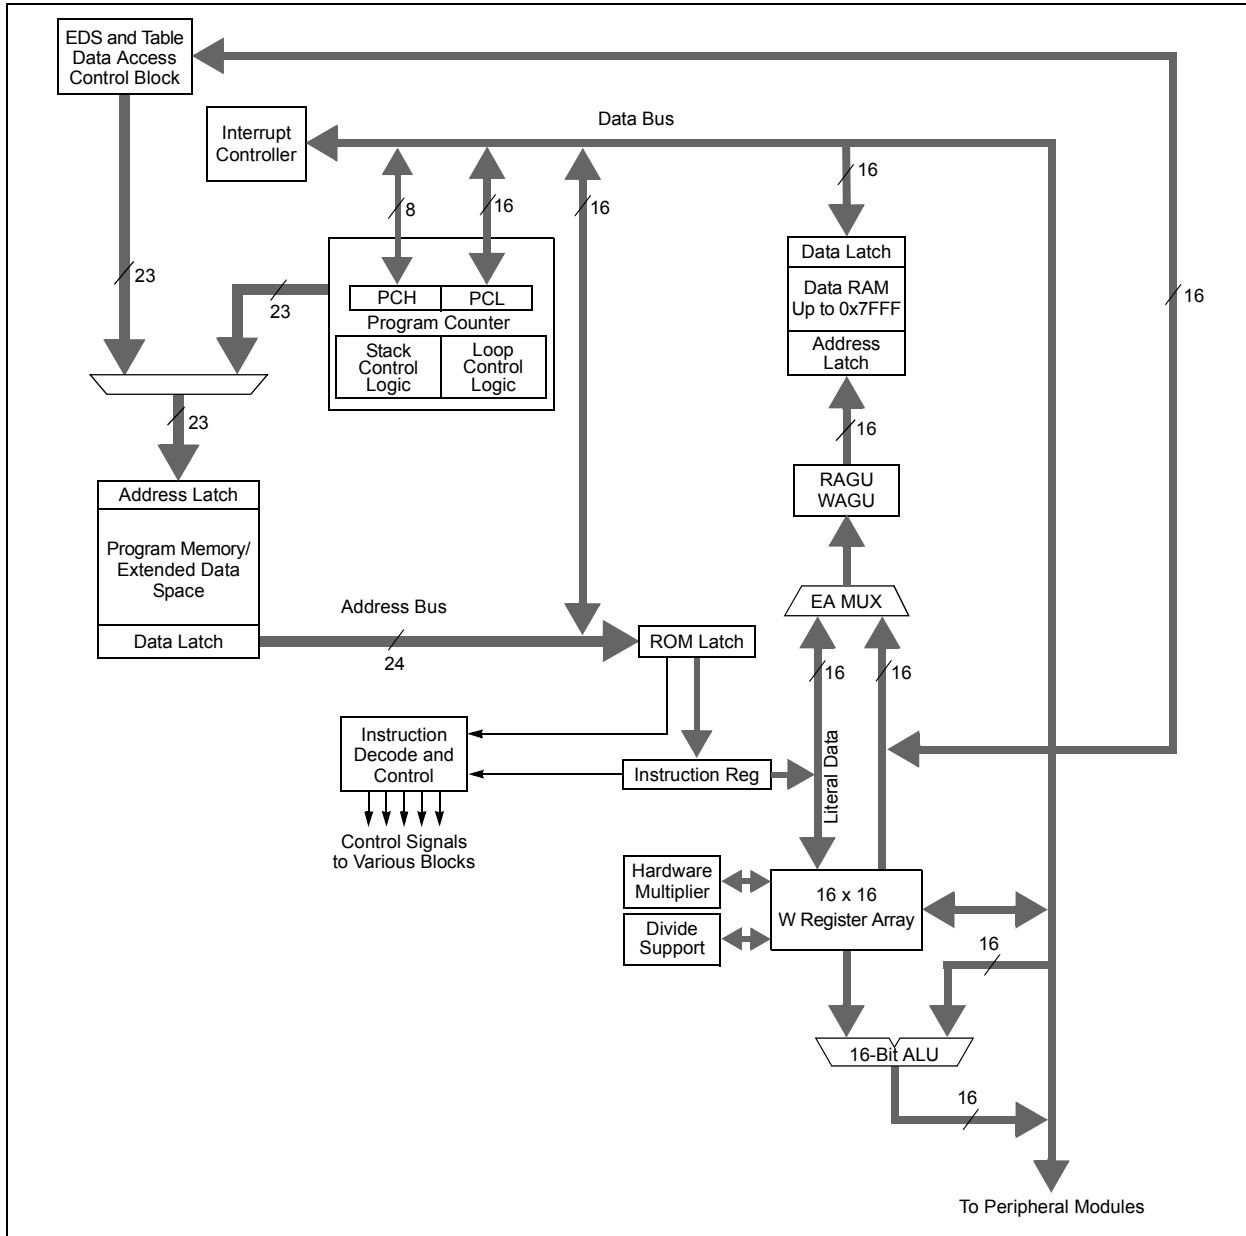 EDS and Table
Data Access
Control Block
Data Bus
Interrupt
Controller
16
8
16
16
16
Data Latch
Data RAM
Up to 0x7FFF
Address
Latch
23
23
PCH
PCL
Program Counter
Stack
Control
Logic
Loop
Control
Logic
23
16
RAGU
WAGU
Address Latch
Program Memory/
Extended Data
Space
Data Latch
Address Bus
24
EA MUX
ROM Latch
16
16
Instruction
Decode and
Control
Instruction Reg
Literal Data
Control Signals
to Various Blocks
Hardware
Multiplier
16 x 16
W Register Array
Divide
Support
16
16-Bit ALU
16
To Peripheral Modules